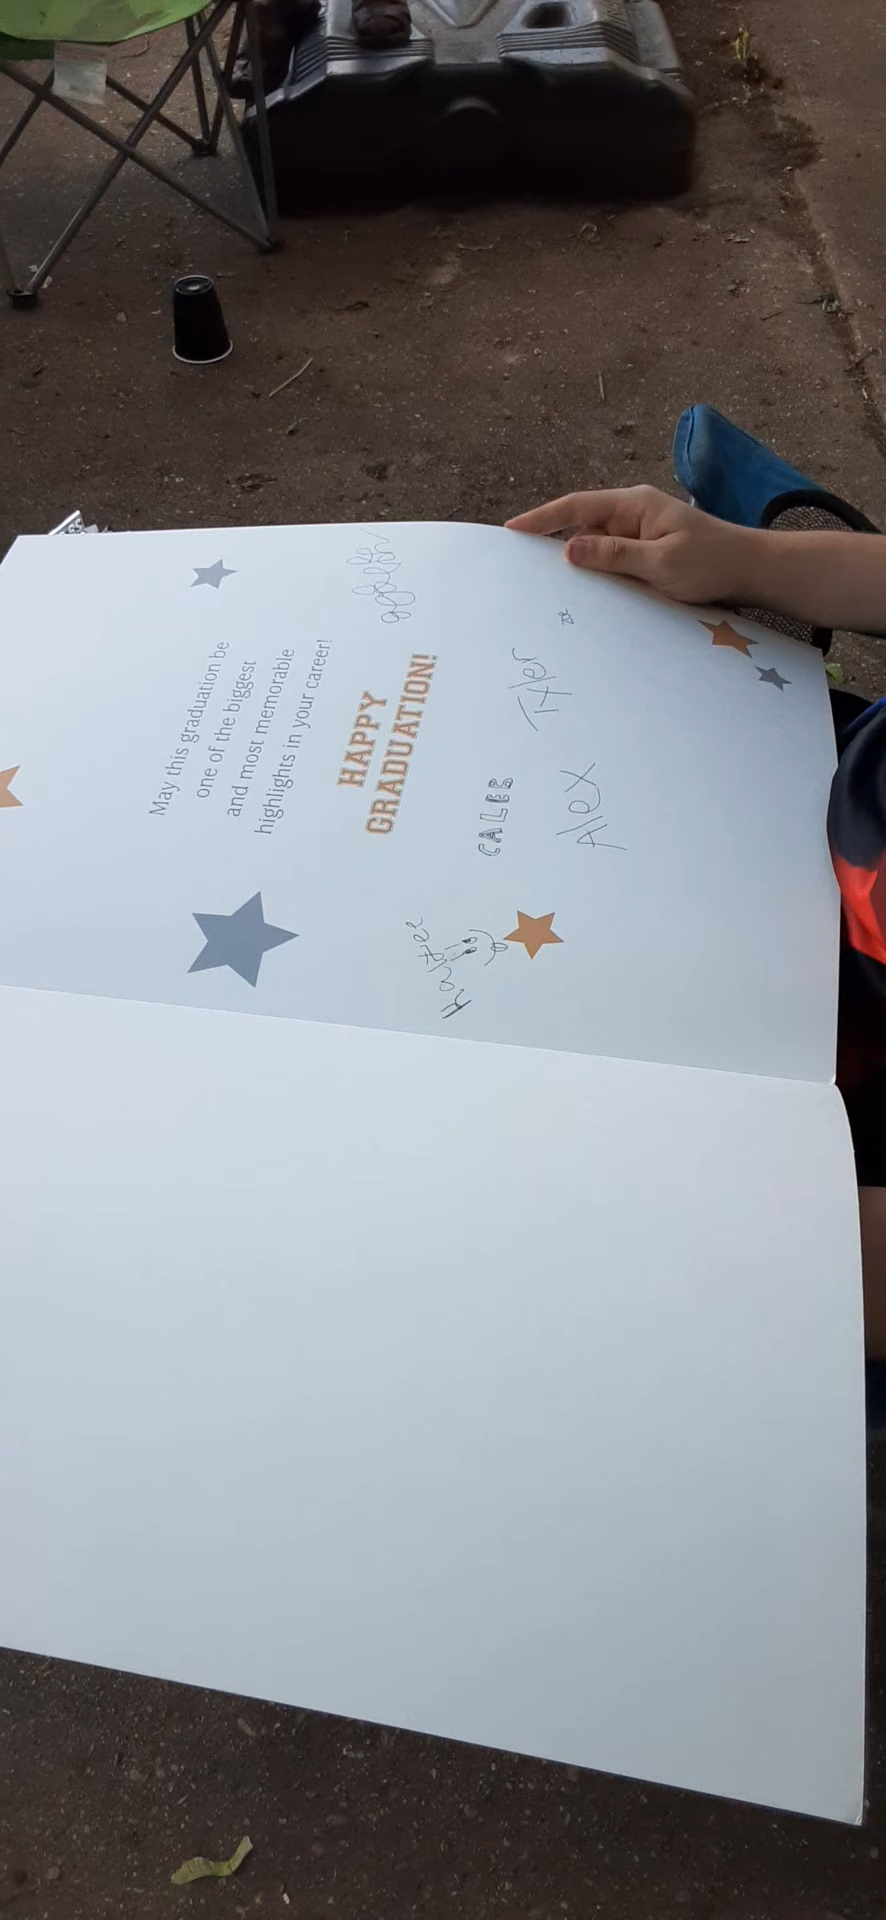 May this graduation be
one of the biggest
and most memorable
highlights in your career!
HAPPY
GRADUATION!
CALEB
Tyler
Alex